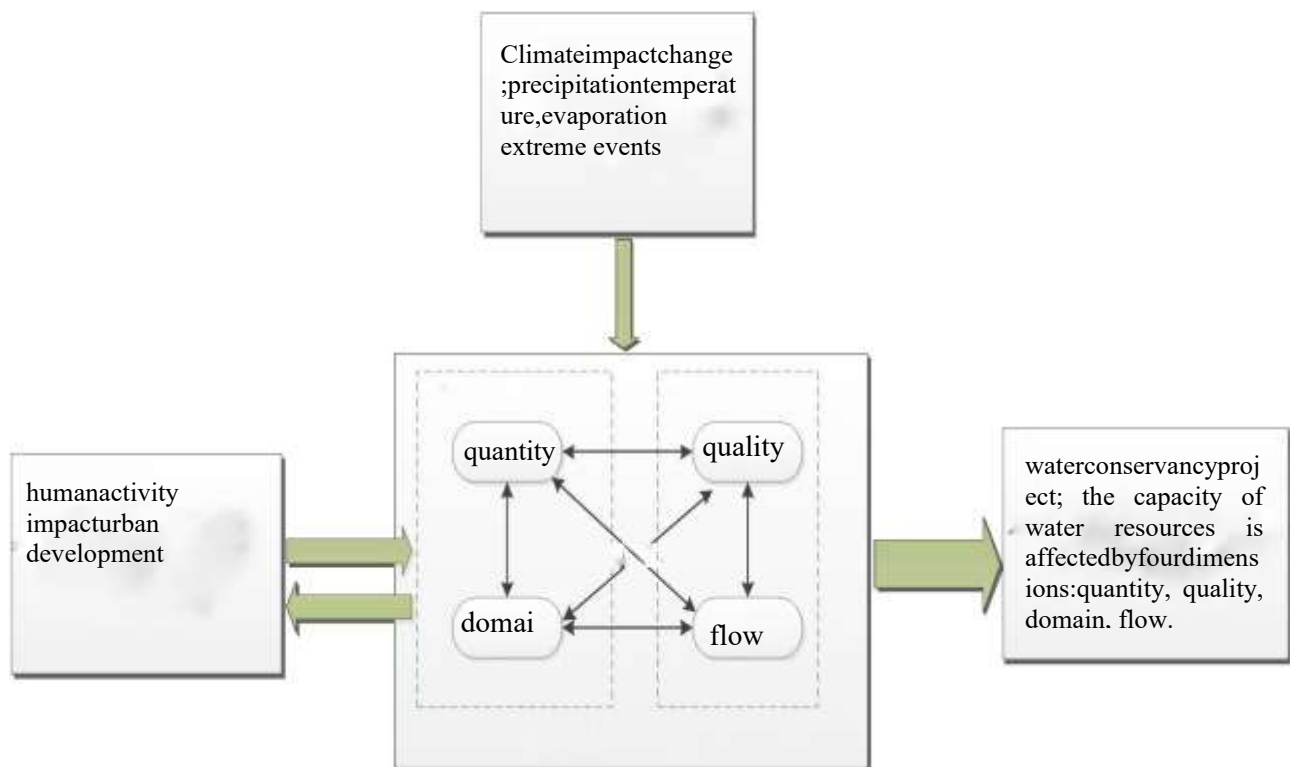 Climateimpactchange
;precipitationtemperat
ure,evaporation
extreme events
quantity
quality
domai
flow
humanactivity
impacturban
development
waterconservancyproj
ect; the capacity of
water resources is
affectedbyfourdimens
ions:quantity, quality,
domain, flow.